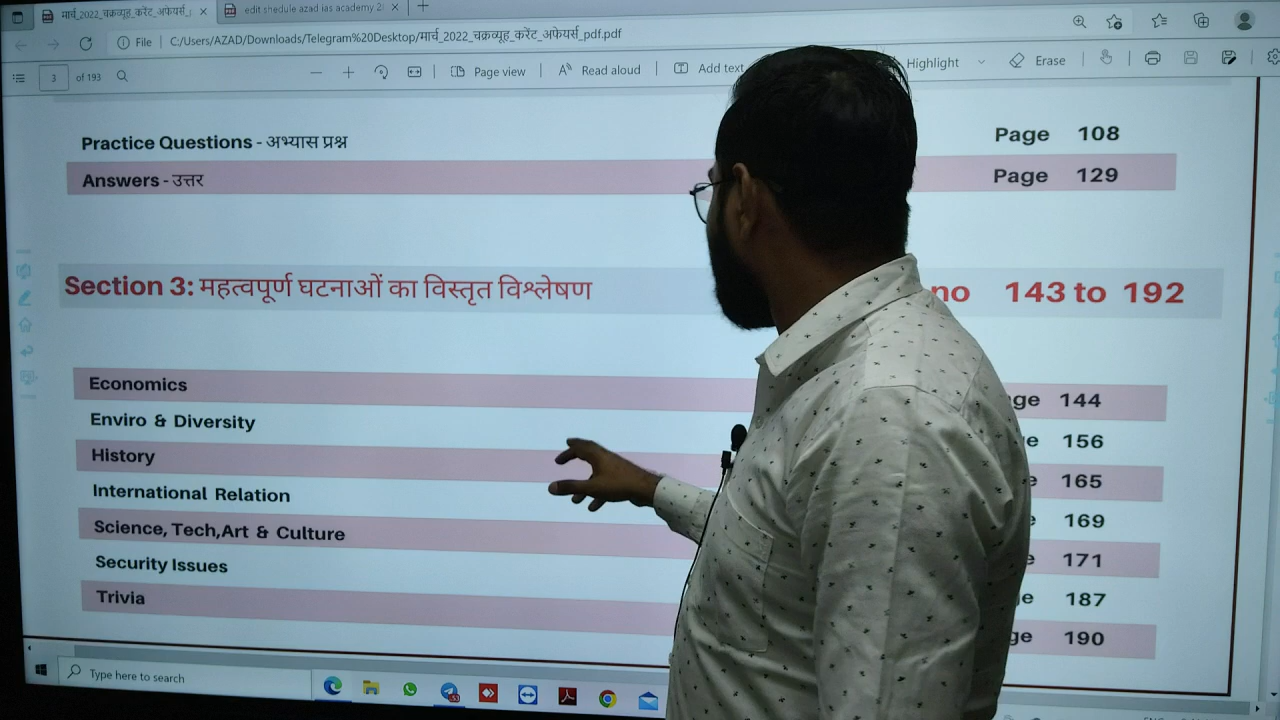 मार्च_2022_चक्रव्यूह_करेंट_अफेयर्स_
edit shedule azad ias academy 2
File C:/Users/AZAD/Downloads/Telegram%20Desktop/मार्च_2022_चक्रव्यूह_करेंट_अफेयर्स_pdf.pdf
3 of 193 Page view Read aloud Add text Highlight Erase
Practice Questions - अभ्यास प्रश्न Page 108
Answers - उत्तर Page 129
Section 3: महत्वपूर्ण घटनाओं का विस्तृत विश्लेषण no 143 to 192
Economics ge 144
Enviro & Diversity e 156
History e 165
International Relation 169
Science, Tech,Art & Culture e 171
Security Issues e 187
Trivia ge 190
Type here to search